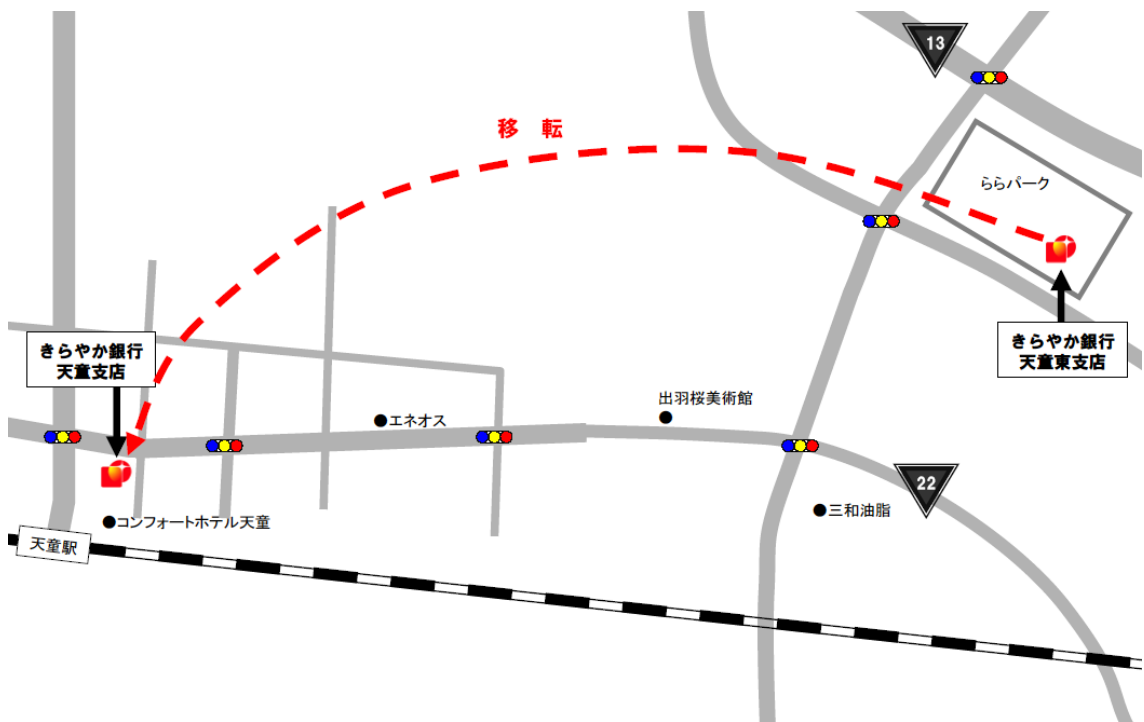 13
移 転
ららパーク
きらやか銀行
天童支店
きらやか銀行
天童東支店
出羽桜美術館
●エネオス
22
●三和油脂
●コンフォートホテル天童
天童駅